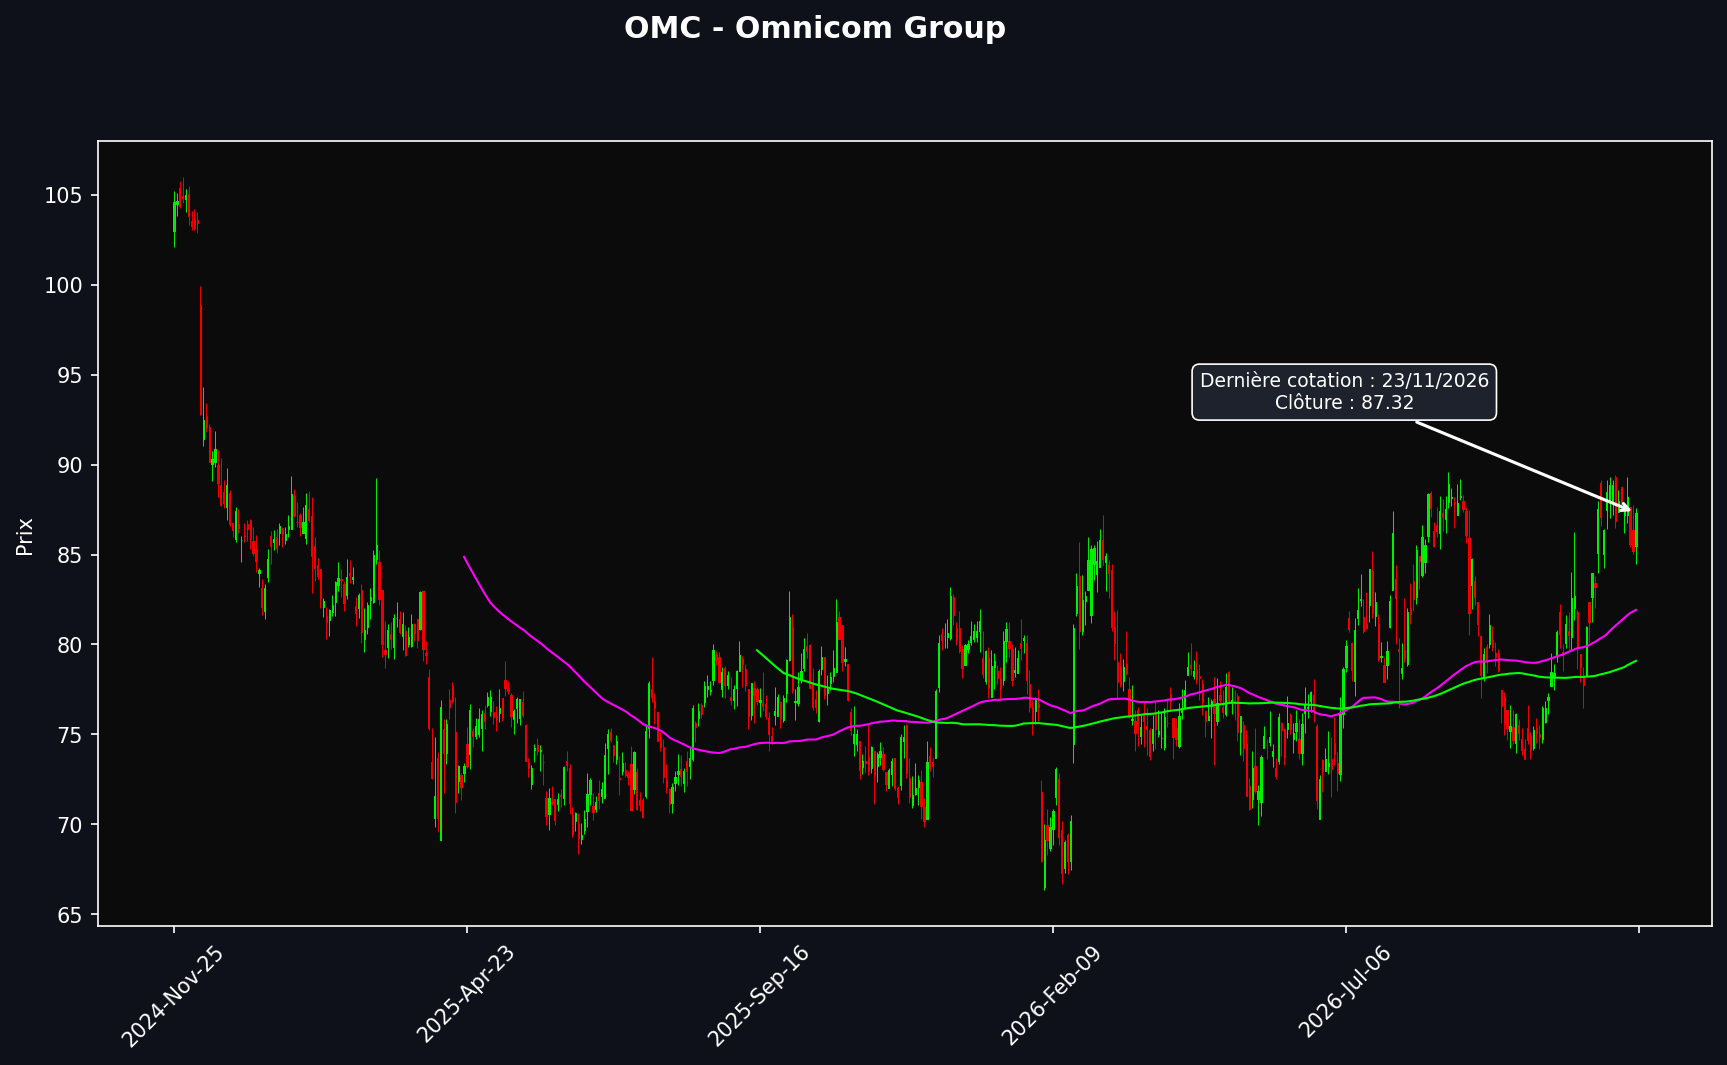 OMC - Omnicom Group
Prix
105
100
95
90
85
80
75
70
65
Dernière cotation : 23/11/2026
Clôture : 87.32
2024-Nov-25
2025-Apr-23
2025-Sep-16
2026-Feb-09
2026-Jul-06